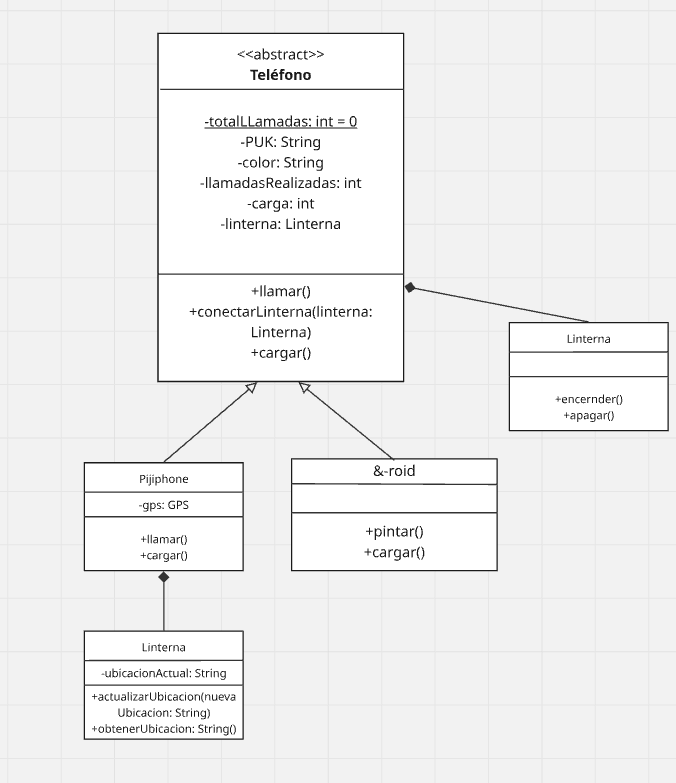 <<abstract>>
Teléfono
-totalLLamadas: int = 0
-PUK: String
-color: String
-llamadasRealizadas: int
-carga: int
-linterna: Linterna
+llamar()
+conectarLinterna(linterna:
Linterna)
+cargar()
Linterna
+encernder()
+apagar()
Pijiphone
-gps: GPS
+llamar()
+cargar()
&-roid
+pintar()
+cargar()
Linterna
-ubicacionActual: String
+actualizarUbicacion(nueva
Ubicacion: String)
+obtenerUbicacion: String()